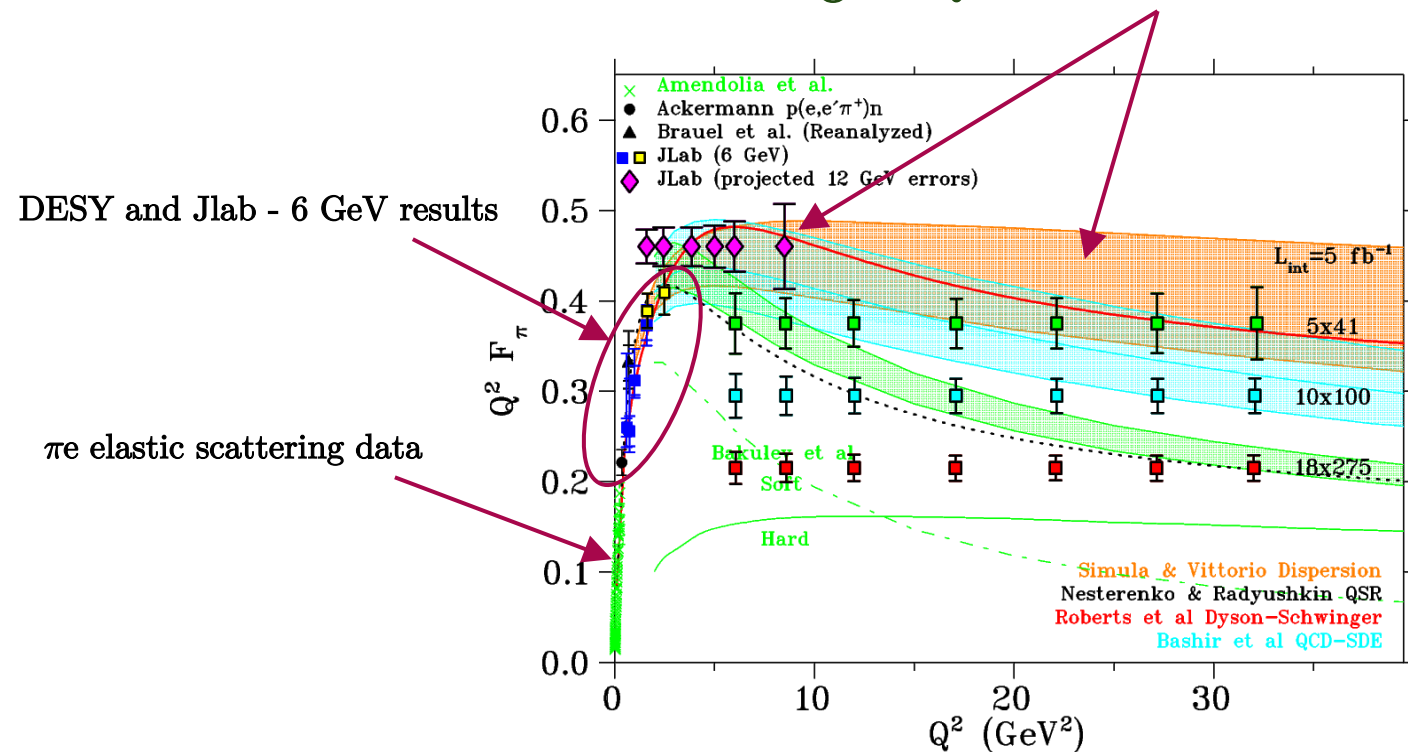 Amendolia et al.
Ackermann p(e,e′π⁺)n
Brauel et al. (Reanalyzed)
JLab (6 GeV)
JLab (projected 12 GeV errors)
DESY and Jlab - 6 GeV results
πe elastic scattering data
Q² Fπ
0.6
0.5
0.4
0.3
0.2
0.1
0.0
L_int=5 fb⁻¹
5x41
10x100
18x275
Bakulev et al
Soft
Hard
Simula & Vittorio Dispersion
Nesterenko & Radyushkin QSR
Roberts et al Dyson-Schwinger
Bashir et al QCD-SDE
0 10 20 30
Q² (GeV²)